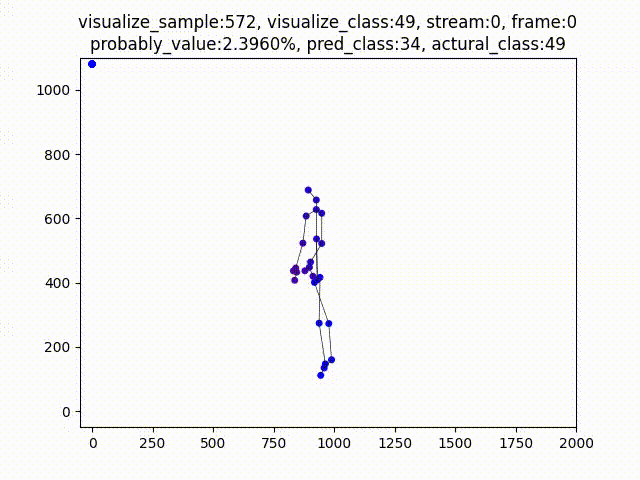 visualize_sample:572, visualize_class:49, stream:0, frame:0
probably_value:2.3960%, pred_class:34, actural_class:49
1000
800
600
400
200
0
0 250 500 750 1000 1250 1500 1750 2000